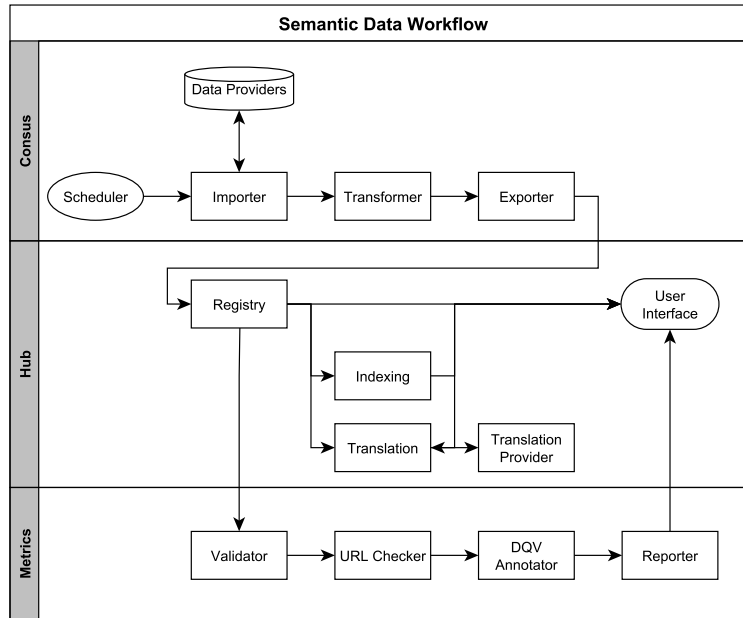 Semantic Data Workflow
Consus
Data Providers
Scheduler
Importer
Transformer
Exporter
Hub
Registry
User
Interface
Indexing
Translation
Translation
Provider
Metrics
Validator
URL Checker
DQV
Annotator
Reporter